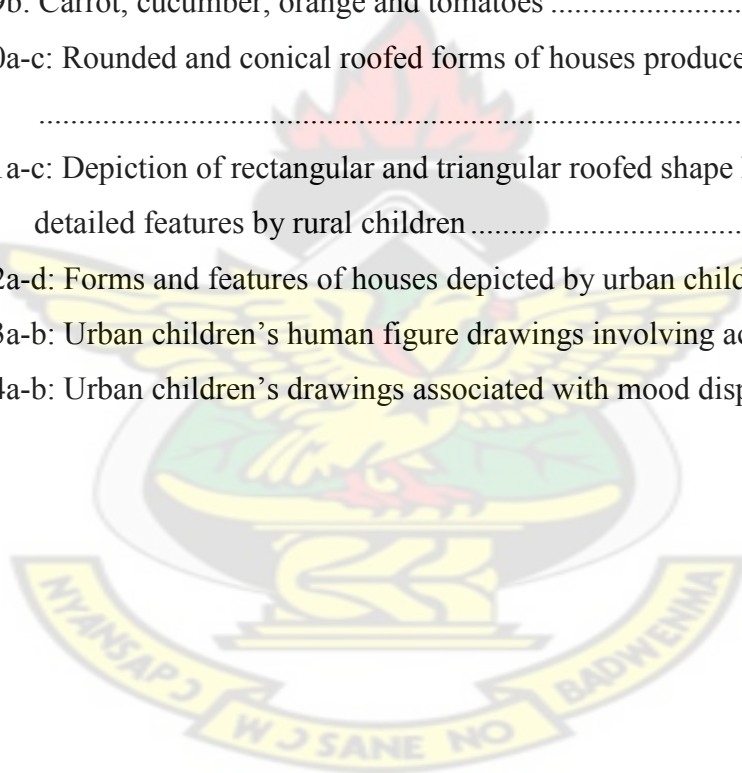 9b: Carrot, cucumber, orange and tomatoes ........................
0a-c: Rounded and conical roofed forms of houses produce
................................................................................................
1a-c: Depiction of rectangular and triangular roofed shape
detailed features by rural children ...................................
2a-d: Forms and features of houses depicted by urban child
3a-b: Urban children’s human figure drawings involving ac
4a-b: Urban children’s drawings associated with mood disp
NYANSAPƆ WƆSANE NO BADWENMA